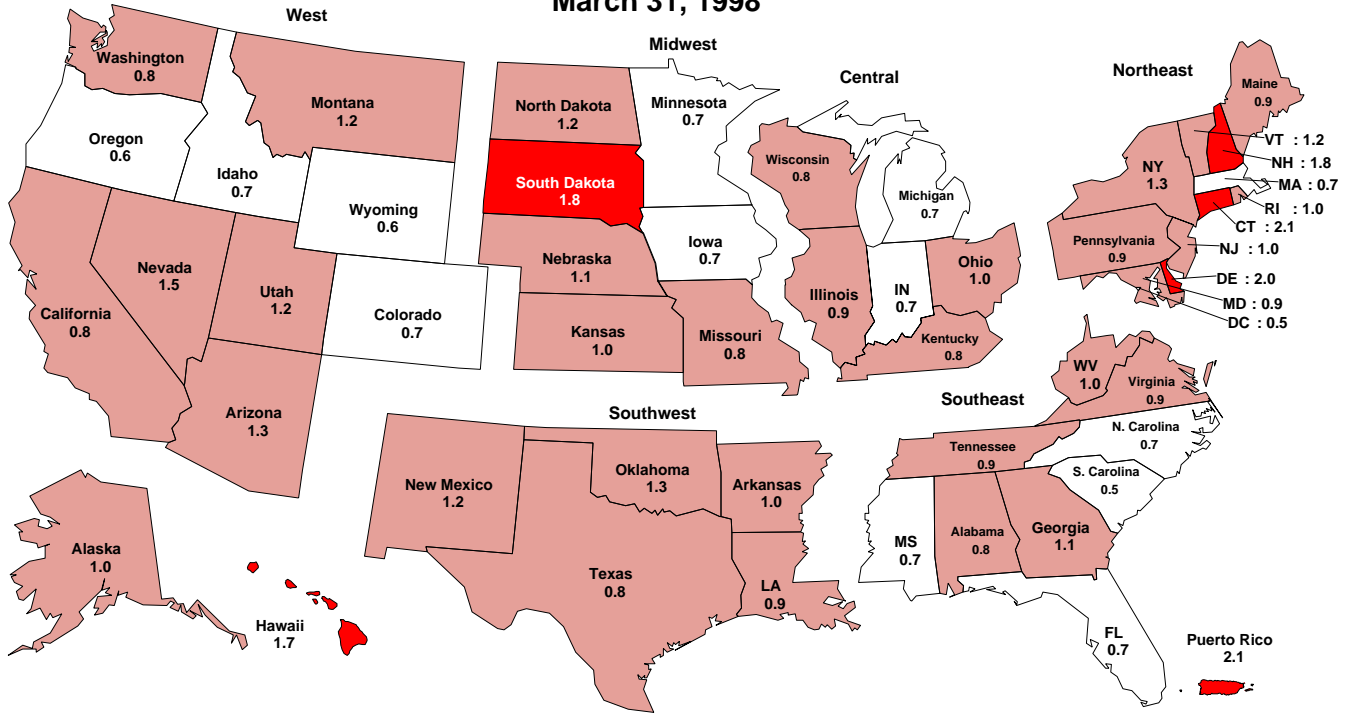 March 31, 1998
West
Midwest
Central
Northeast
Washington
0.8
Montana
1.2
Oregon
0.6
Idaho
0.7
Wyoming
0.6
Nevada
1.5
Utah
1.2
Colorado
0.7
California
0.8
Arizona
1.3
Alaska
1.0
Hawaii
1.7
North Dakota
1.2
Minnesota
0.7
South Dakota
1.8
Nebraska
1.1
Iowa
0.7
Kansas
1.0
Missouri
0.8
Wisconsin
0.8
Michigan
0.7
Illinois
0.9
IN
0.7
Ohio
1.0
Kentucky
0.8
Maine
0.9
VT : 1.2
NH : 1.8
NY
1.3
MA : 0.7
RI : 1.0
CT : 2.1
Pennsylvania
0.9
NJ : 1.0
DE : 2.0
MD : 0.9
DC : 0.5
Southwest
New Mexico
1.2
Oklahoma
1.3
Arkansas
1.0
Texas
0.8
LA
0.9
Southeast
WV
1.0
Virginia
0.9
N. Carolina
0.7
Tennessee
0.9
S. Carolina
0.5
MS
0.7
Alabama
0.8
Georgia
1.1
FL
0.7
Puerto Rico
2.1